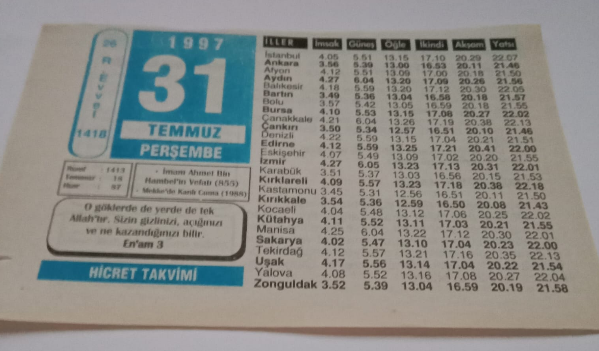 26
R. Evvel
1418
1997
31
TEMMUZ
PERŞEMBE
Rumî : 1413
Temmuz : 18
Hızır : 87
- İmam Ahmet Bin
Hanbel'in Vefatı (855)
- Mekke'de Kanlı Cuma (1988)
O göklerde de yerde de tek
Allah'tır. Sizin gizlinizi, açığınızı
ve ne kazandığınızı bilir.
En'am 3
HİCRET TAKVİMİ
İLLER İmsak Güneş Öğle İkindi Akşam Yatsı
İstanbul 4.05 5.51 13.15 17.10 20.29 22.07
Ankara 3.56 5.39 13.00 16.53 20.11 21.46
Afyon 4.12 5.51 13.09 17.00 20.18 21.50
Aydın 4.27 6.04 13.20 17.09 20.26 21.56
Balıkesir 4.18 5.59 13.20 17.12 20.30 22.05
Bartın 3.49 5.36 13.04 16.58 20.18 21.57
Bolu 3.57 5.42 13.05 16.59 20.18 21.55
Bursa 4.10 5.53 13.15 17.08 20.27 22.02
Çanakkale 4.21 6.04 13.26 17.19 20.38 22.13
Çankırı 3.50 5.34 12.57 16.51 20.10 21.46
Denizli 4.22 5.59 13.15 17.04 20.21 21.51
Edirne 4.12 5.59 13.25 17.21 20.41 22.00
Eskişehir 4.07 5.49 13.09 17.02 20.20 21.55
İzmir 4.27 6.05 13.23 17.13 20.31 22.01
Karabük 3.51 5.37 13.03 16.56 20.15 21.53
Kırklareli 4.09 5.57 13.23 17.18 20.38 22.18
Kastamonu 3.45 5.31 12.56 16.51 20.11 21.50
Kırıkkale 3.54 5.36 12.59 16.50 20.08 21.43
Kocaeli 4.04 5.48 13.12 17.06 20.25 22.02
Kütahya 4.11 5.52 13.11 17.03 20.21 21.55
Manisa 4.25 6.04 13.22 17.12 20.30 22.01
Sakarya 4.02 5.47 13.10 17.04 20.23 22.00
Tekirdağ 4.12 5.57 13.21 17.16 20.35 22.13
Uşak 4.17 5.56 13.14 17.04 20.22 21.54
Yalova 4.08 5.52 13.16 17.08 20.27 22.04
Zonguldak 3.52 5.39 13.04 16.59 20.19 21.58